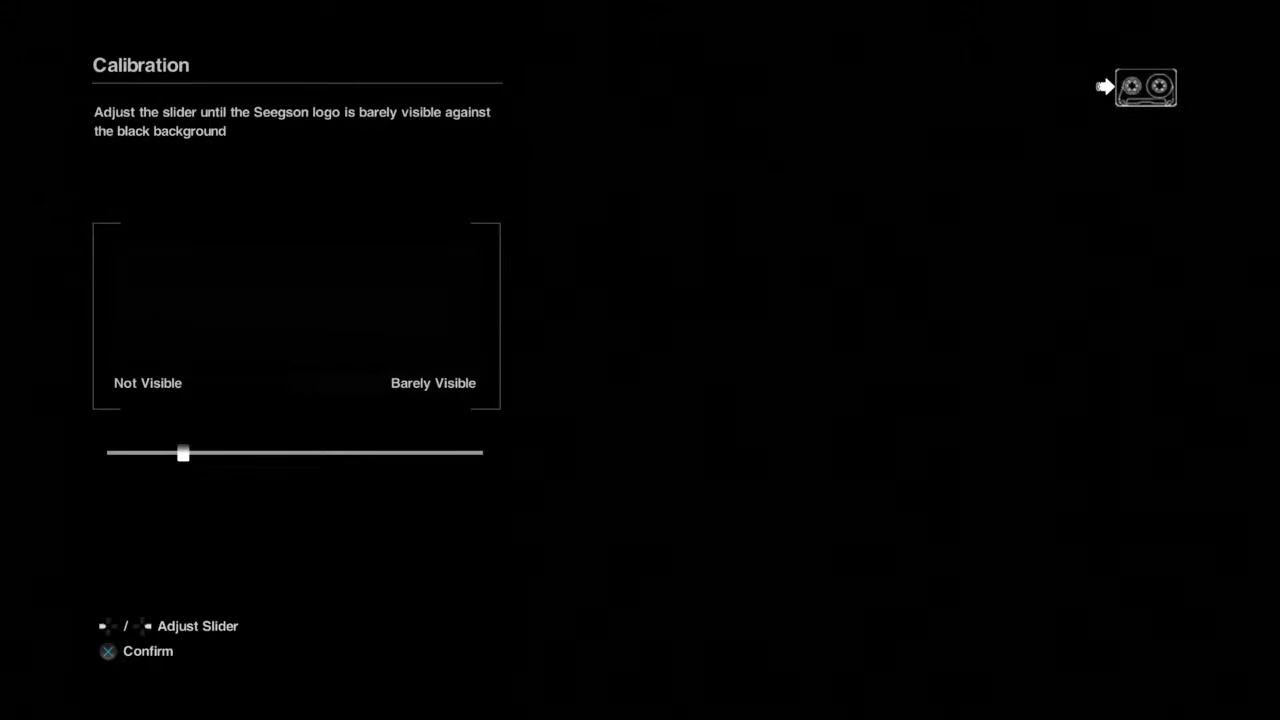 Calibration
Adjust the slider until the Seegson logo is barely visible against
the black background
Not Visible Barely Visible
/ Adjust Slider
Confirm